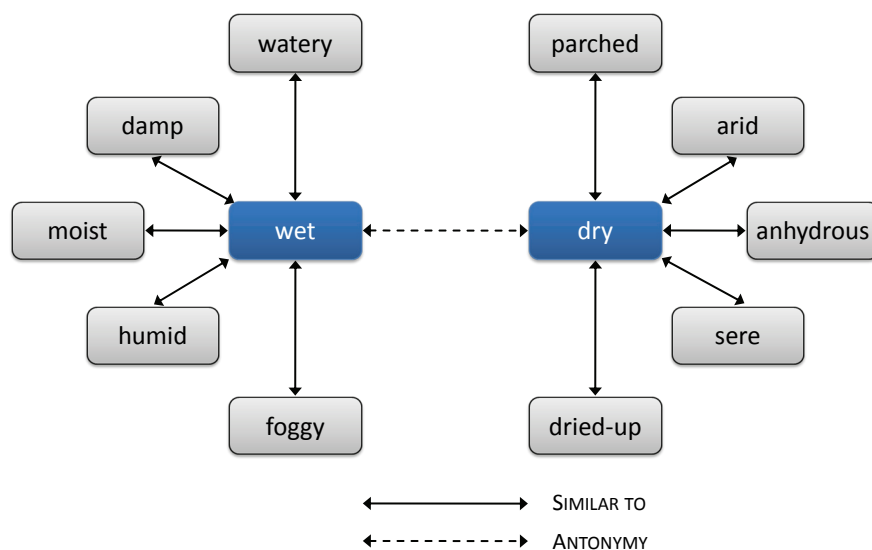 watery
parched
damp
arid
moist
wet
dry
anhydrous
humid
sere
foggy
dried-up
SIMILAR TO
ANTONYMY